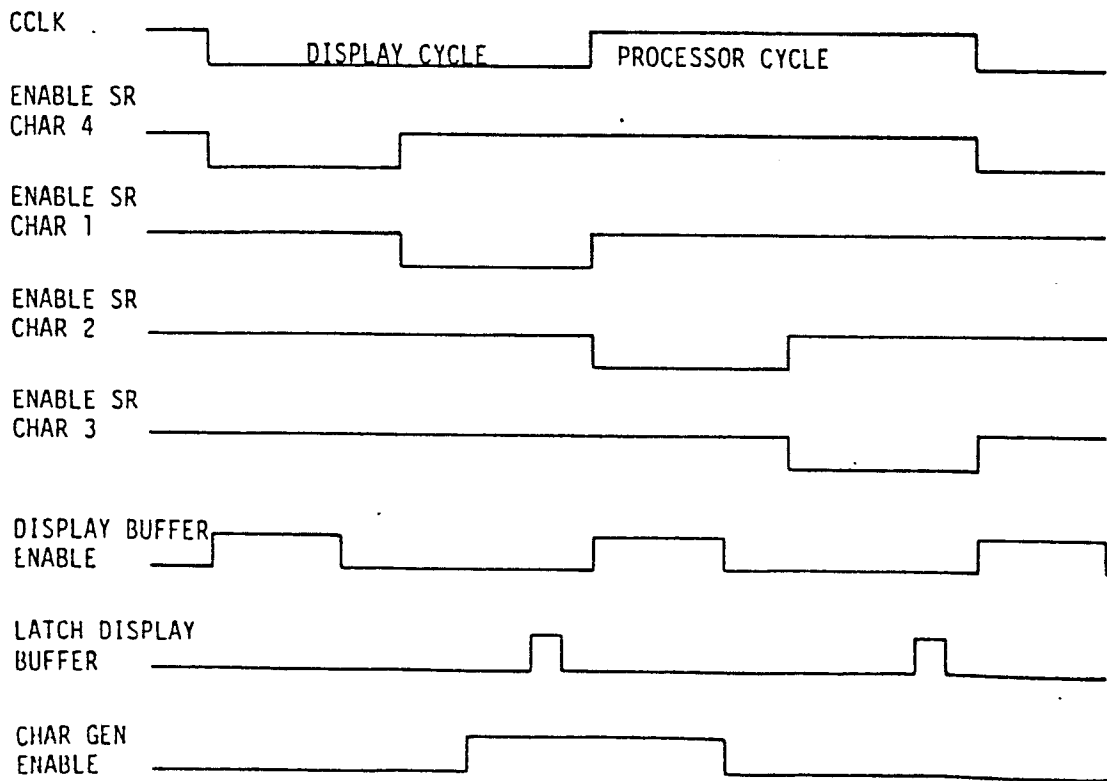 CCLK
DISPLAY CYCLE
PROCESSOR CYCLE
ENABLE SR
CHAR 4
ENABLE SR
CHAR 1
ENABLE SR
CHAR 2
ENABLE SR
CHAR 3
DISPLAY BUFFER
ENABLE
LATCH DISPLAY
BUFFER
CHAR GEN
ENABLE